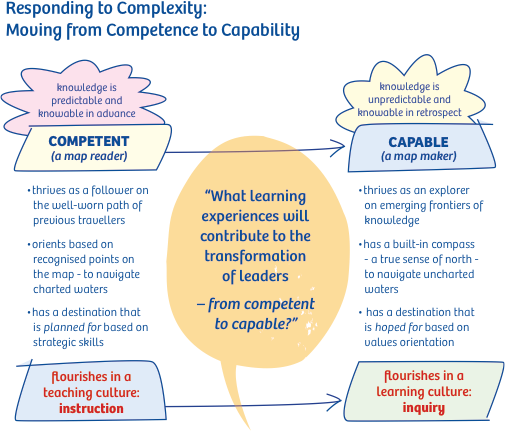 Responding to Complexity:
Moving from Competence to Capability
knowledge is
predictable and
knowable in advance
COMPETENT
(a map reader)
•thrives as a follower on
the well-worn path of
previous travellers
•orients based on
recognised points on
the map - to navigate
charted waters
•has a destination that
is planned for based on
strategic skills
flourishes in a
teaching culture:
instruction
“What learning
experiences will
contribute to the
transformation
of leaders
– from competent
to capable?”
knowledge is
unpredictable and
knowable in retrospect
CAPABLE
(a map maker)
•thrives as an explorer
on emerging frontiers of
knowledge
•has a built-in compass
- a true sense of north -
to navigate uncharted
waters
• has a destination that
is hoped for based on
values orientation
flourishes in a
learning culture:
inquiry